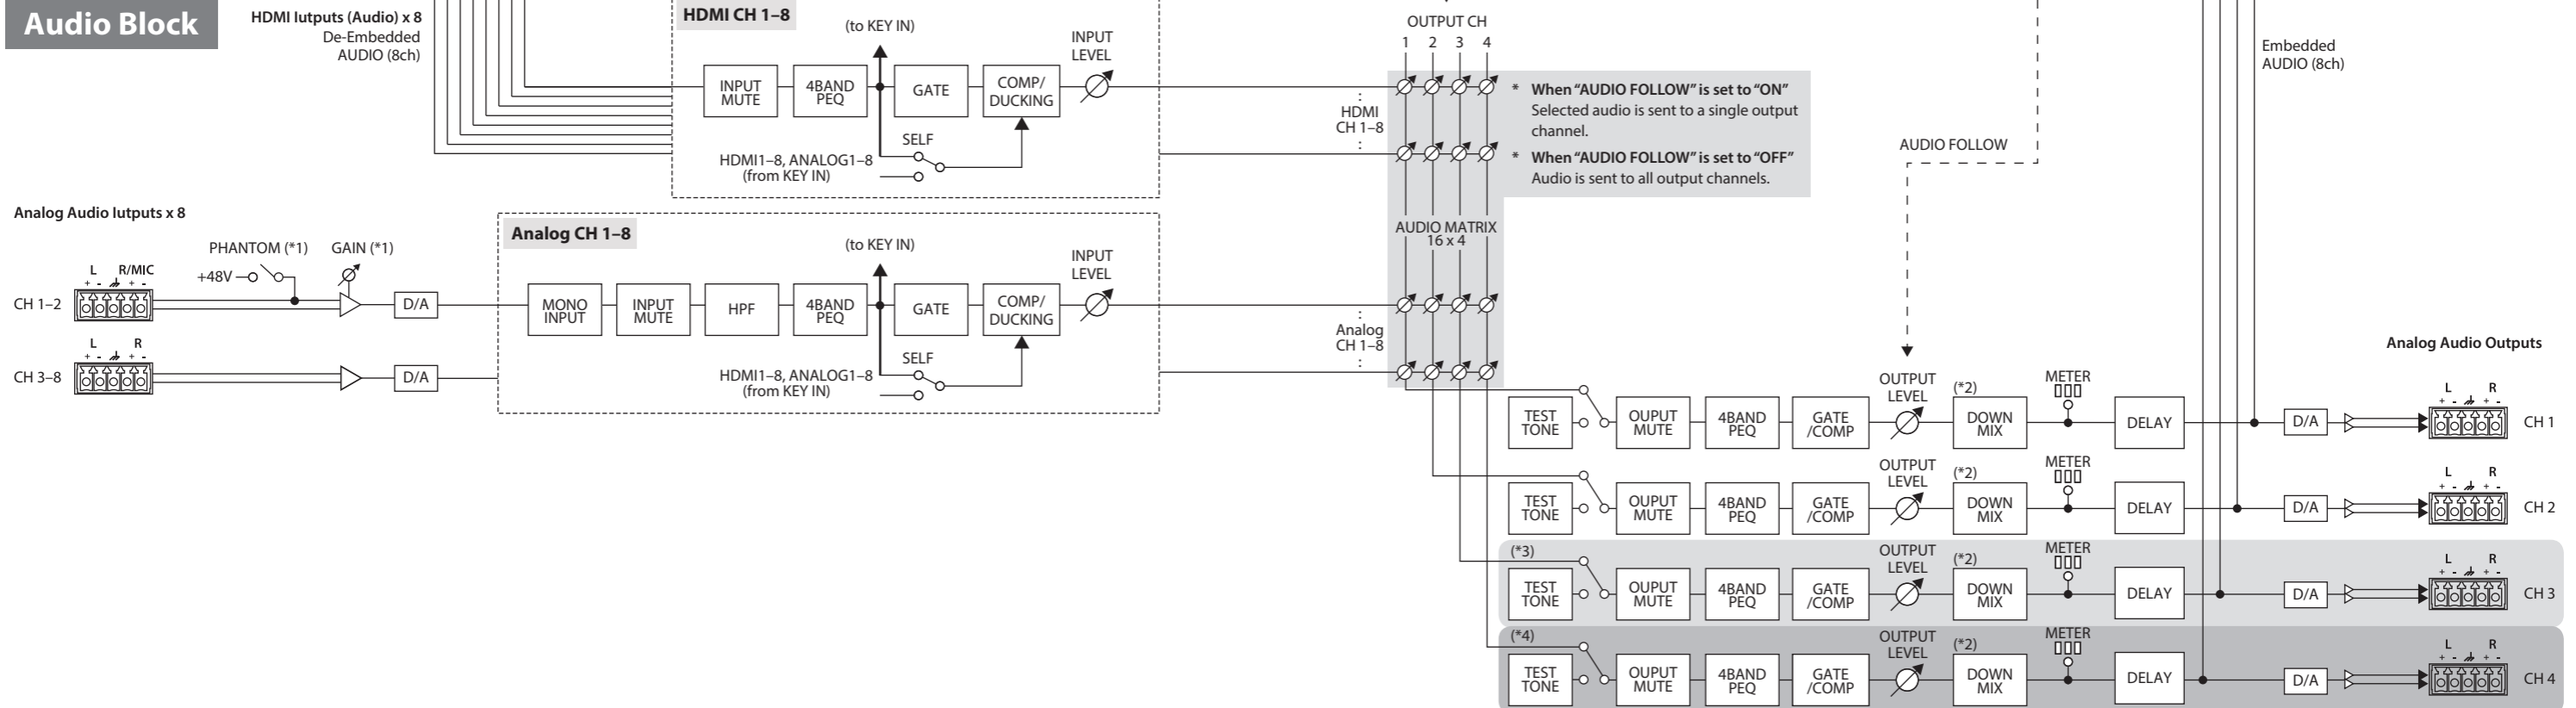 Audio Block
HDMI Iutputs (Audio) x 8
De-Embedded
AUDIO (8ch)
HDMI CH 1–8
(to KEY IN)
INPUT
LEVEL
INPUT
MUTE
4BAND
PEQ
GATE
COMP/
DUCKING
SELF
HDMI1–8, ANALOG1–8
(from KEY IN)
OUTPUT CH
1 2 3 4
:
HDMI
CH 1–8
:
* When “AUDIO FOLLOW” is set to “ON”
Selected audio is sent to a single output
channel.
* When “AUDIO FOLLOW” is set to “OFF”
Audio is sent to all output channels.
AUDIO FOLLOW
Embedded
AUDIO (8ch)
Analog Audio Iutputs x 8
PHANTOM (*1)
GAIN (*1)
+48V
L R/MIC
+ - + -
CH 1–2
D/A
L R
+ - + -
CH 3–8
D/A
Analog CH 1–8
(to KEY IN)
INPUT
LEVEL
MONO
INPUT
INPUT
MUTE
HPF
4BAND
PEQ
GATE
COMP/
DUCKING
SELF
HDMI1–8, ANALOG1–8
(from KEY IN)
AUDIO MATRIX
16 x 4
:
Analog
CH 1–8
:
Analog Audio Outputs
TEST
TONE
OUPUT
MUTE
4BAND
PEQ
GATE
/COMP
OUTPUT
LEVEL
(*2)
DOWN
MIX
METER
DELAY
D/A
L R
+ - + -
CH 1
TEST
TONE
OUPUT
MUTE
4BAND
PEQ
GATE
/COMP
OUTPUT
LEVEL
(*2)
DOWN
MIX
METER
DELAY
D/A
L R
+ - + -
CH 2
(*3)
TEST
TONE
OUPUT
MUTE
4BAND
PEQ
GATE
/COMP
OUTPUT
LEVEL
(*2)
DOWN
MIX
METER
DELAY
D/A
L R
+ - + -
CH 3
(*4)
TEST
TONE
OUPUT
MUTE
4BAND
PEQ
GATE
/COMP
OUTPUT
LEVEL
(*2)
DOWN
MIX
METER
DELAY
D/A
L R
+ - + -
CH 4